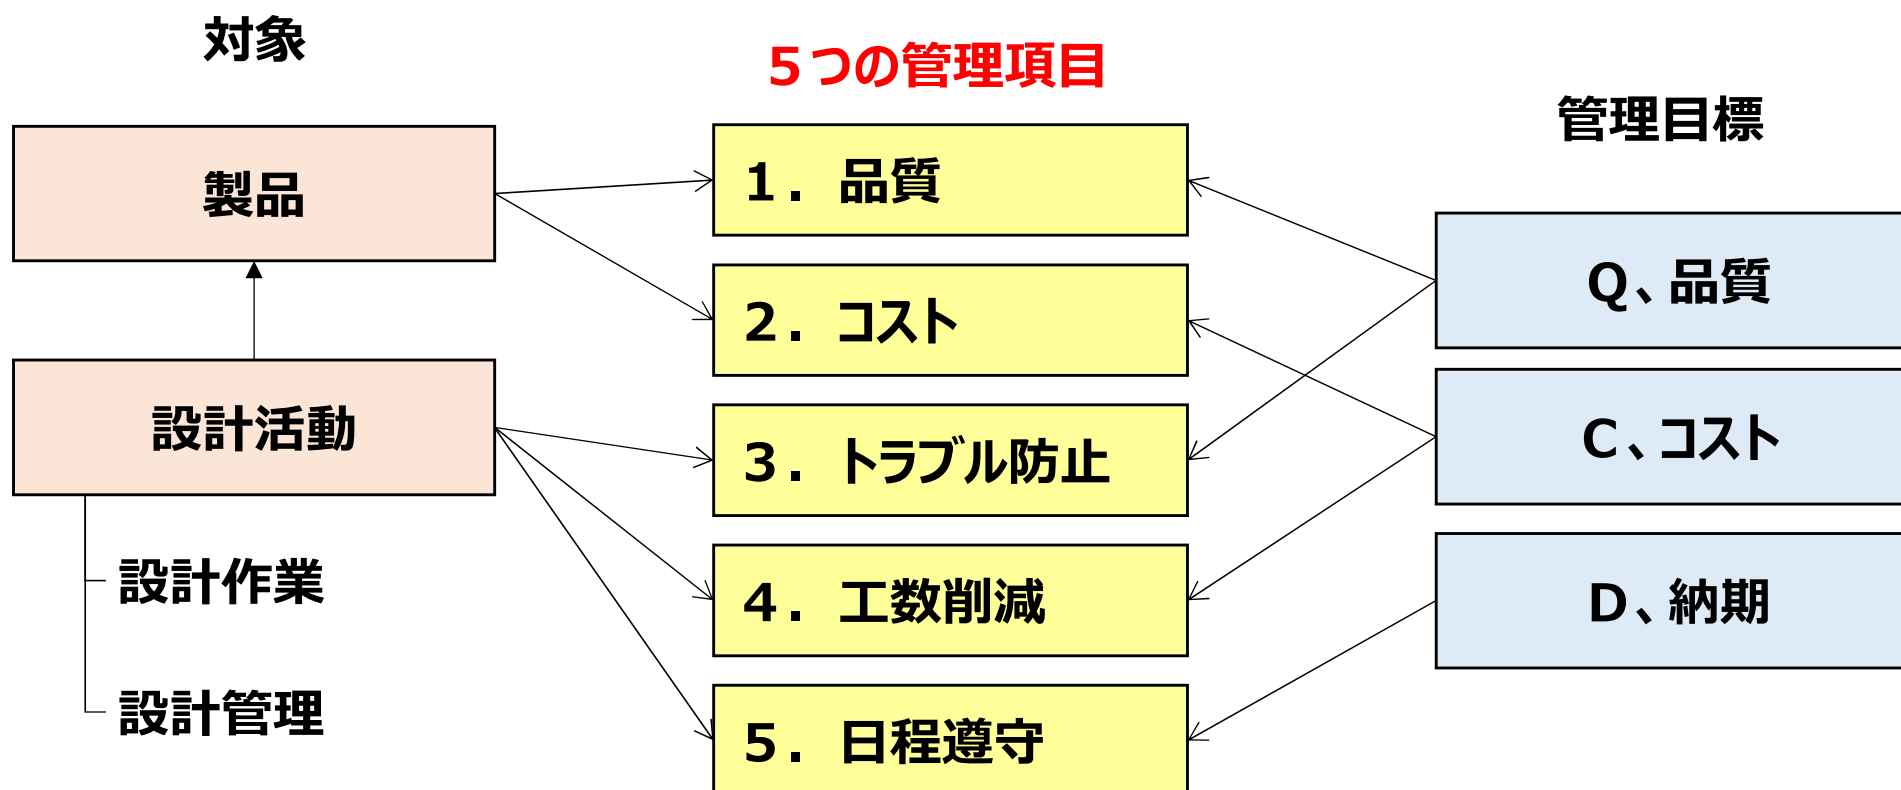 対象
製品
設計活動
設計作業
設計管理
５つの管理項目
１．品質
２．コスト
３．トラブル防止
４．工数削減
５．日程遵守
管理目標
Q、品質
C、コスト
D、納期